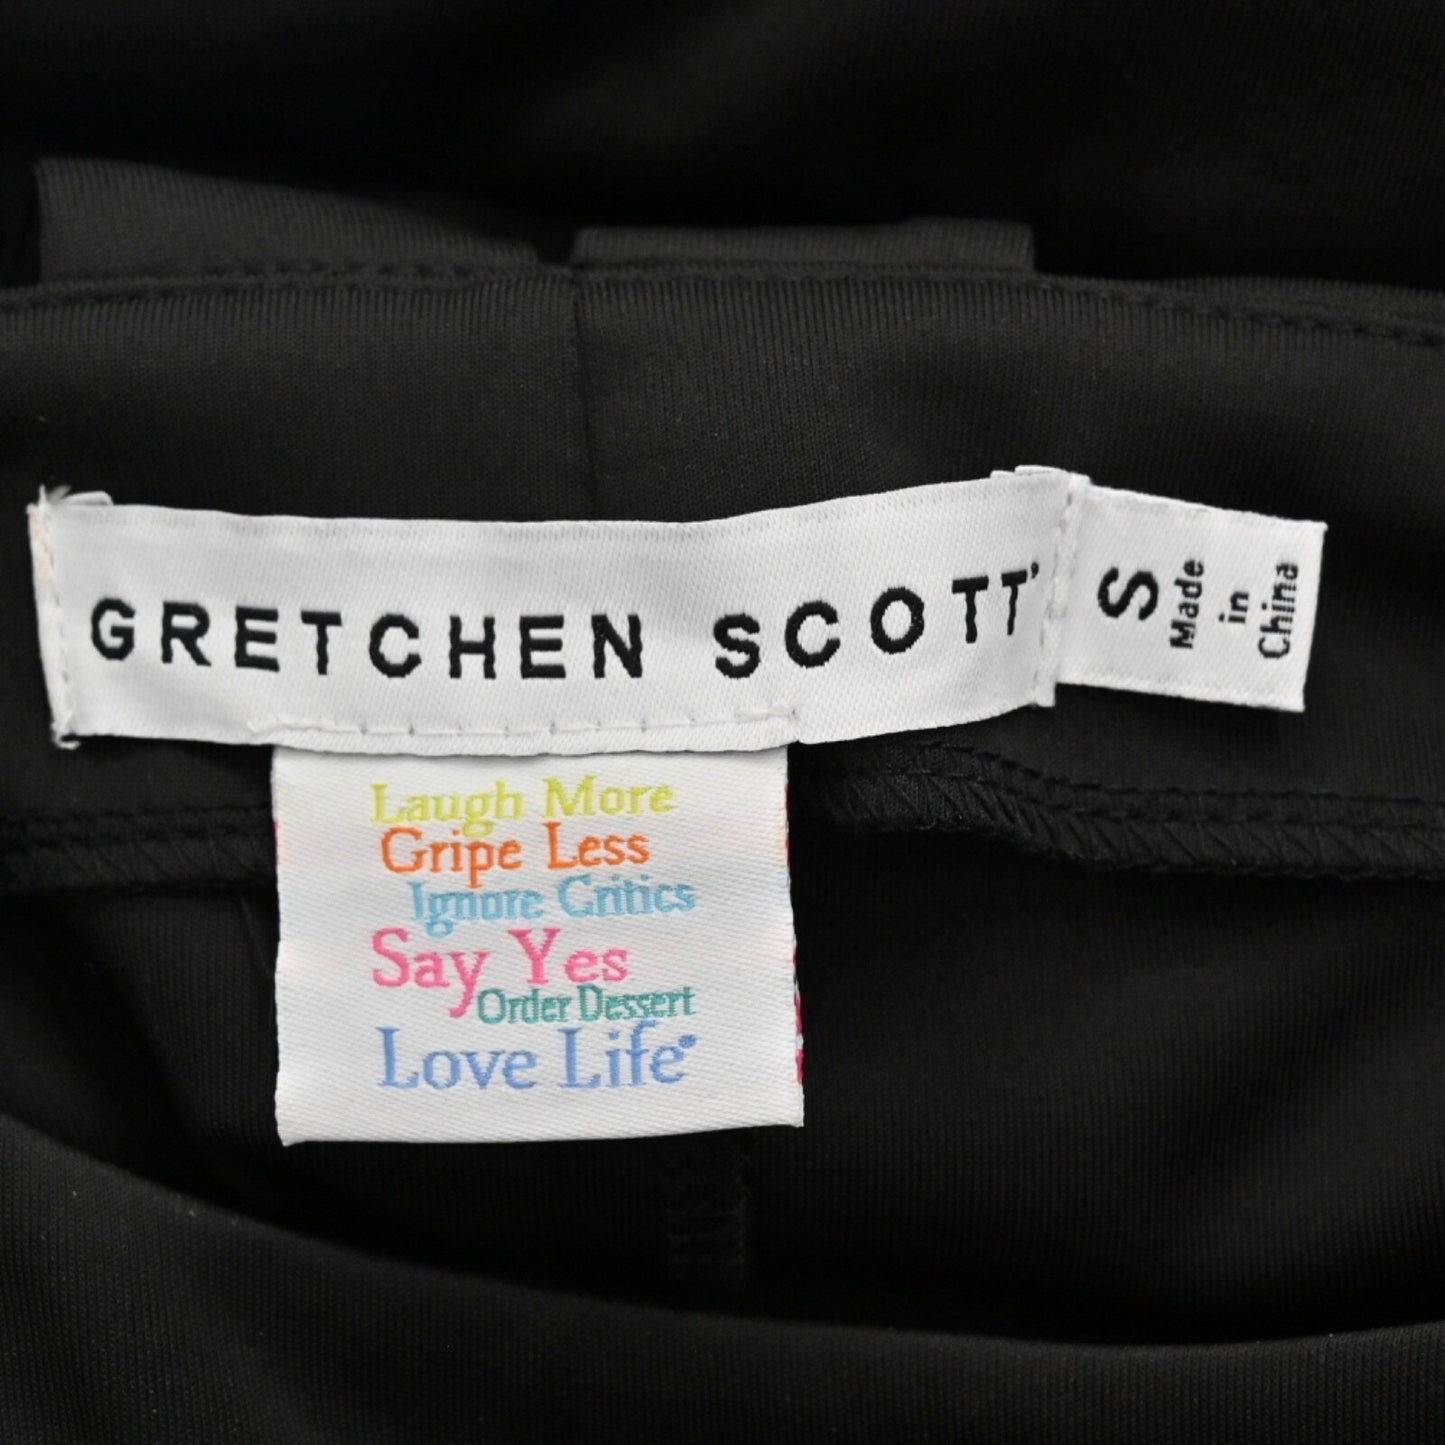 GRETCHEN SCOTT
S
Made
in
China
Laugh More
Gripe Less
Ignore Critics
Say Yes
Order Dessert
Love Life